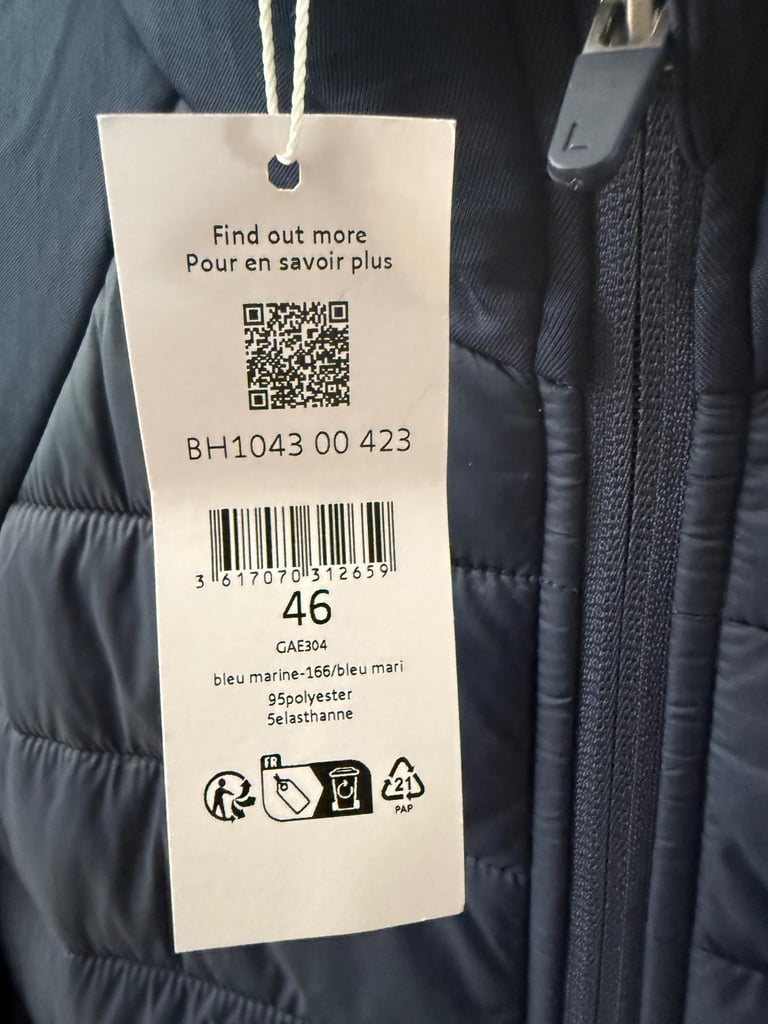 Find out more
Pour en savoir plus
BH1043 00 423
3 617070 312659
46
GAE304
bleu marine-166/bleu mari
95polyester
5elasthanne
FR
21
PAP